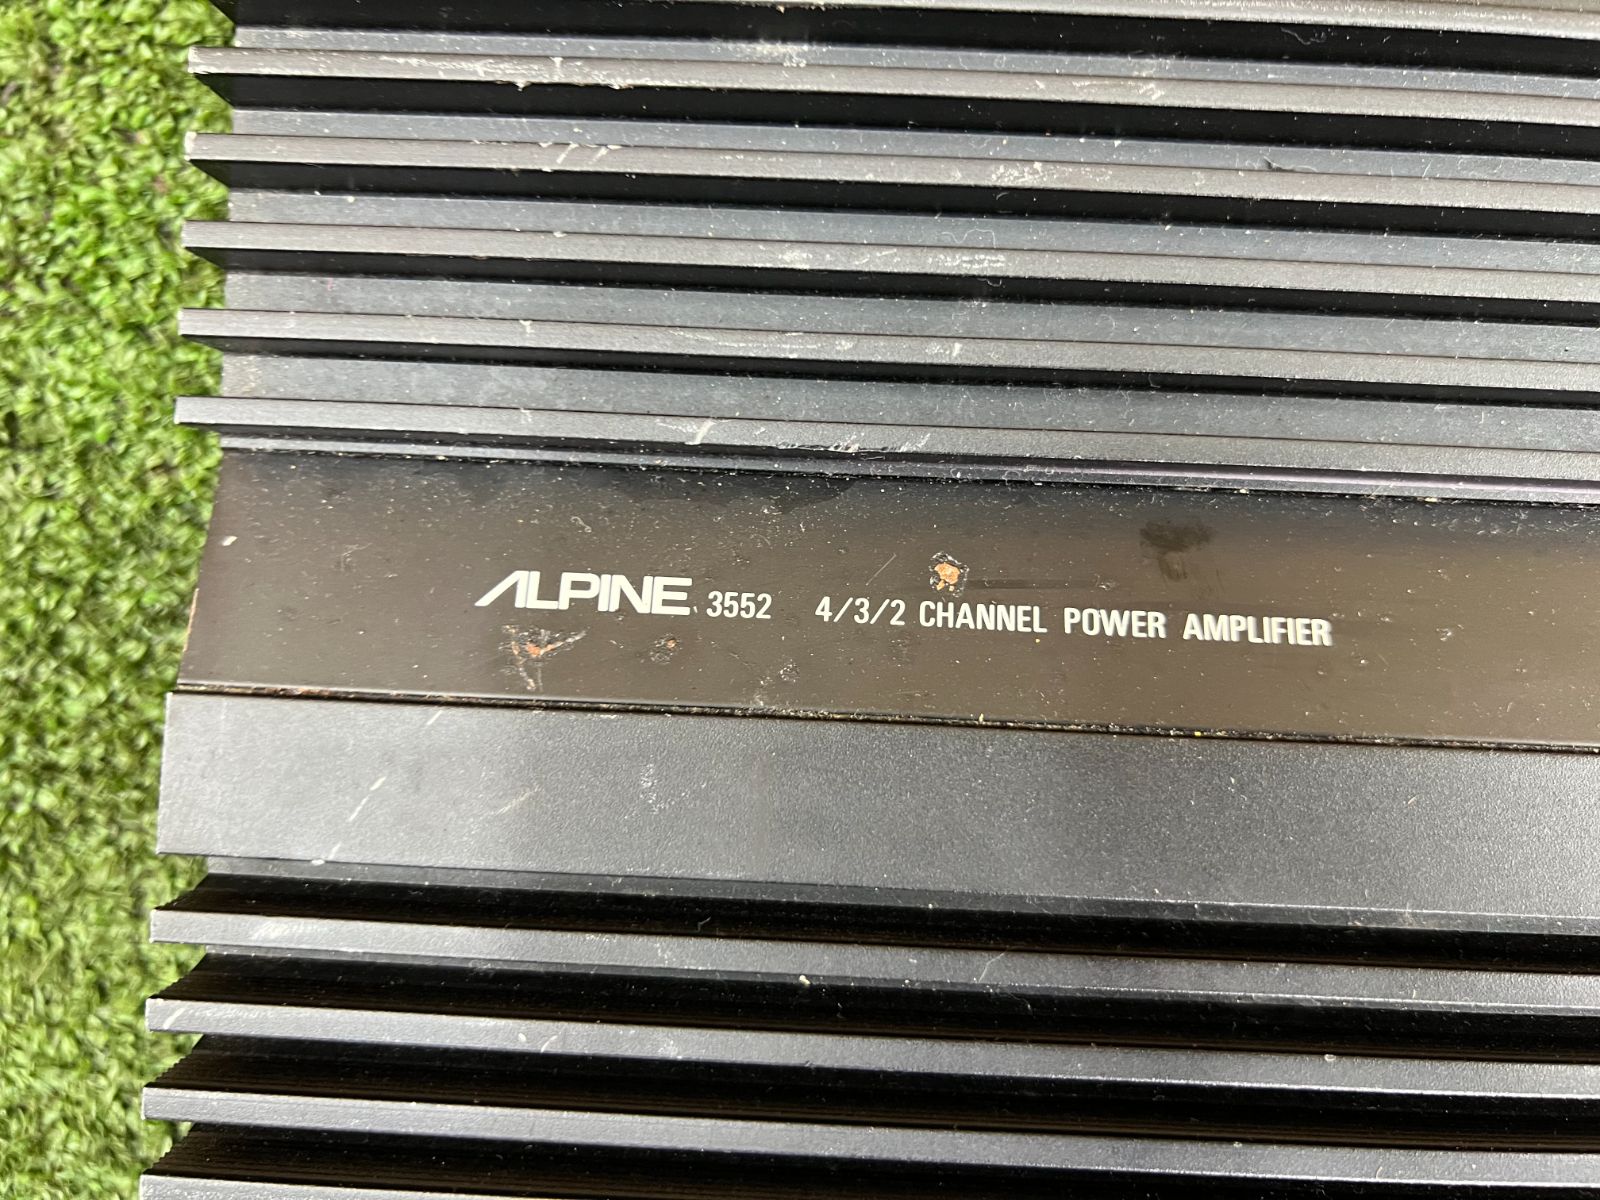 ALPINE 3552 4/3/2 CHANNEL POWER AMPLIFIER